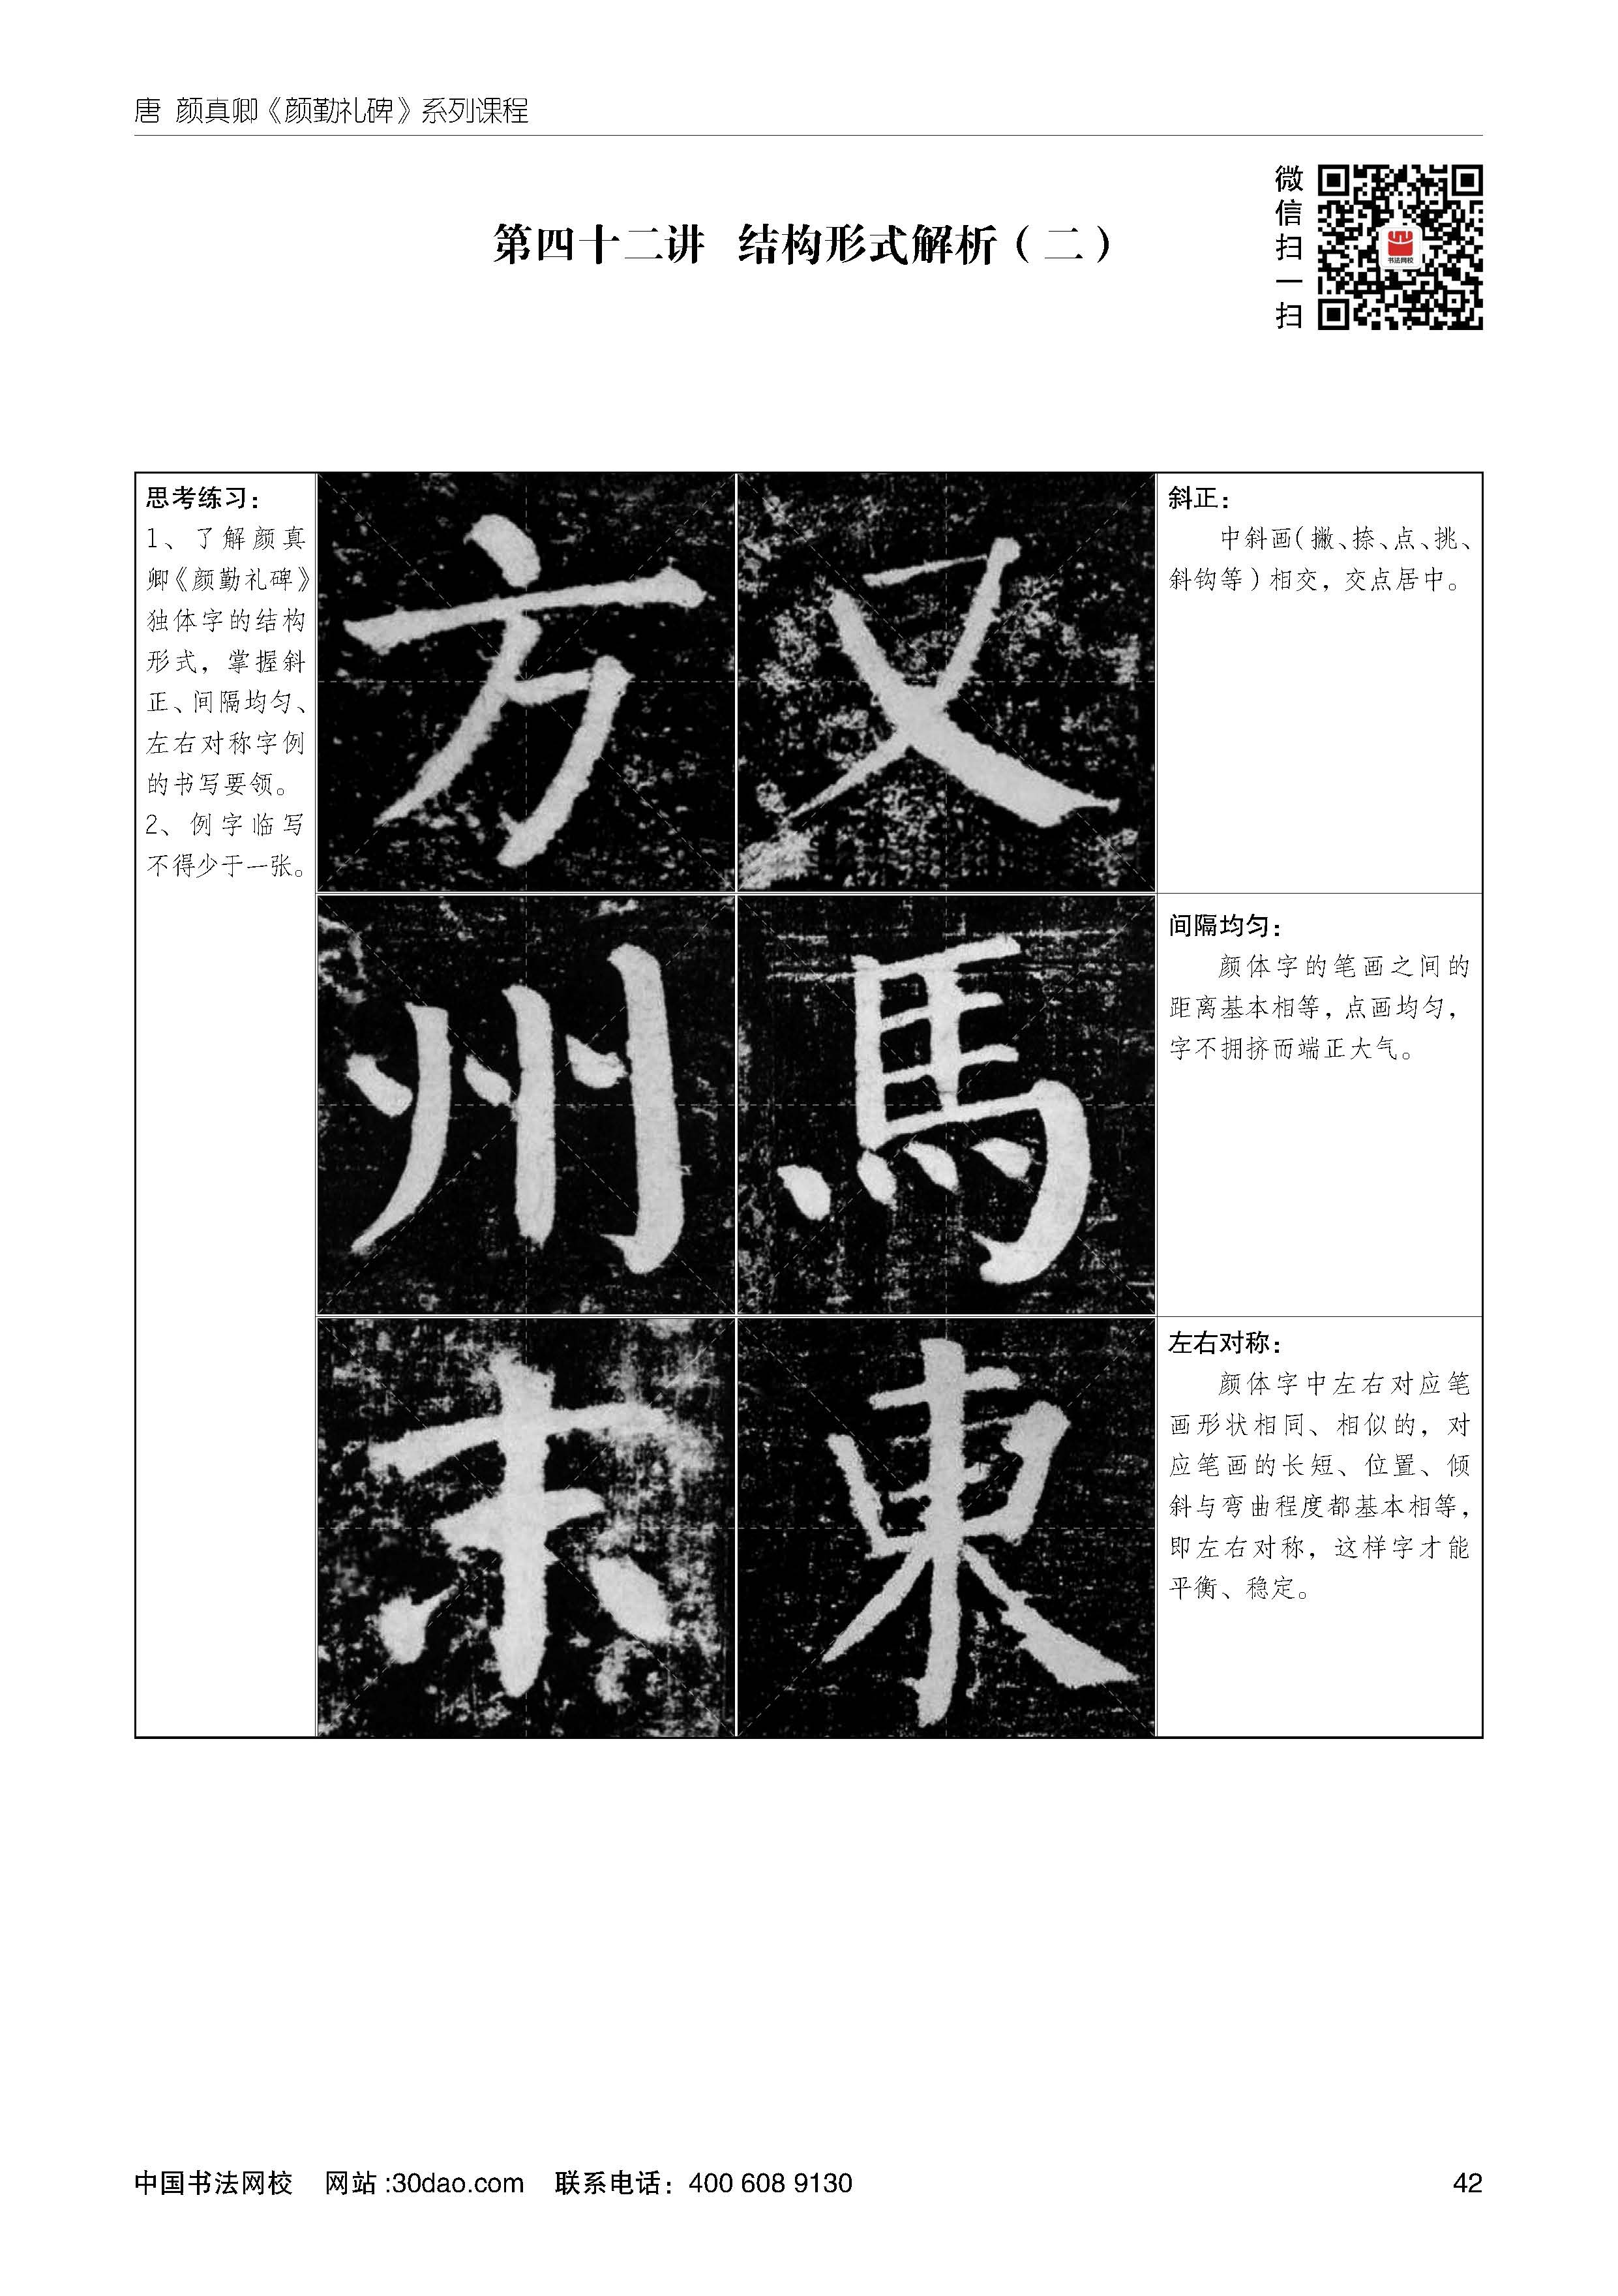 唐 颜真卿《颜勤礼碑》系列课程
微信扫一扫
书法网校
第四十二讲 结构形式解析（二）
思考练习：
1、了解颜真
卿《颜勤礼碑》
独体字的结构
形式，掌握斜
正、间隔均匀、
左右对称字例
的书写要领。
2、例字临写
不得少于一张。
方 又
斜正：
中斜画（撇、捺、点、挑、
斜钩等）相交，交点居中。
州 馬
间隔均匀：
颜体字的笔画之间的
距离基本相等，点画均匀，
字不拥挤而端正大气。
末 東
左右对称：
颜体字中左右对应笔
画形状相同、相似的，对
应笔画的长短、位置、倾
斜与弯曲程度都基本相等，
即左右对称，这样字才能
平衡、稳定。
中国书法网校 网站:30dao.com 联系电话：400 608 9130
42